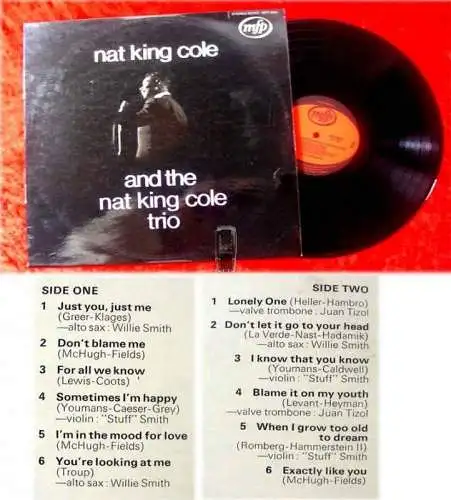 mfp
nat king cole
and the
nat king cole
trio
SIDE ONE
1 Just you, just me
(Greer-Klages)
—alto sax : Willie Smith
2 Don't blame me
(McHugh-Fields)
3 For all we know
(Lewis-Coots)
4 Sometimes I'm happy
(Youmans-Caeser-Grey)
—violin : "Stuff" Smith
5 I'm in the mood for love
(McHugh-Fields)
6 You're looking at me
(Troup)
—alto sax : Willie Smith
SIDE TWO
1 Lonely One (Heller-Hambro)
—valve trombone : Juan Tizol
2 Don't let it go to your head
(La Verde-Nast-Hadamik)
—alto sax : Willie Smith
3 I know that you know
(Youmans-Caldwell)
—violin : "Stuff" Smith
4 Blame it on my youth
(Levant-Heyman)
—valve trombone : Juan Tizol
5 When I grow too old
to dream
(Romberg-Hammerstein II)
—violin : "Stuff" Smith
6 Exactly like you
(McHugh-Fields)